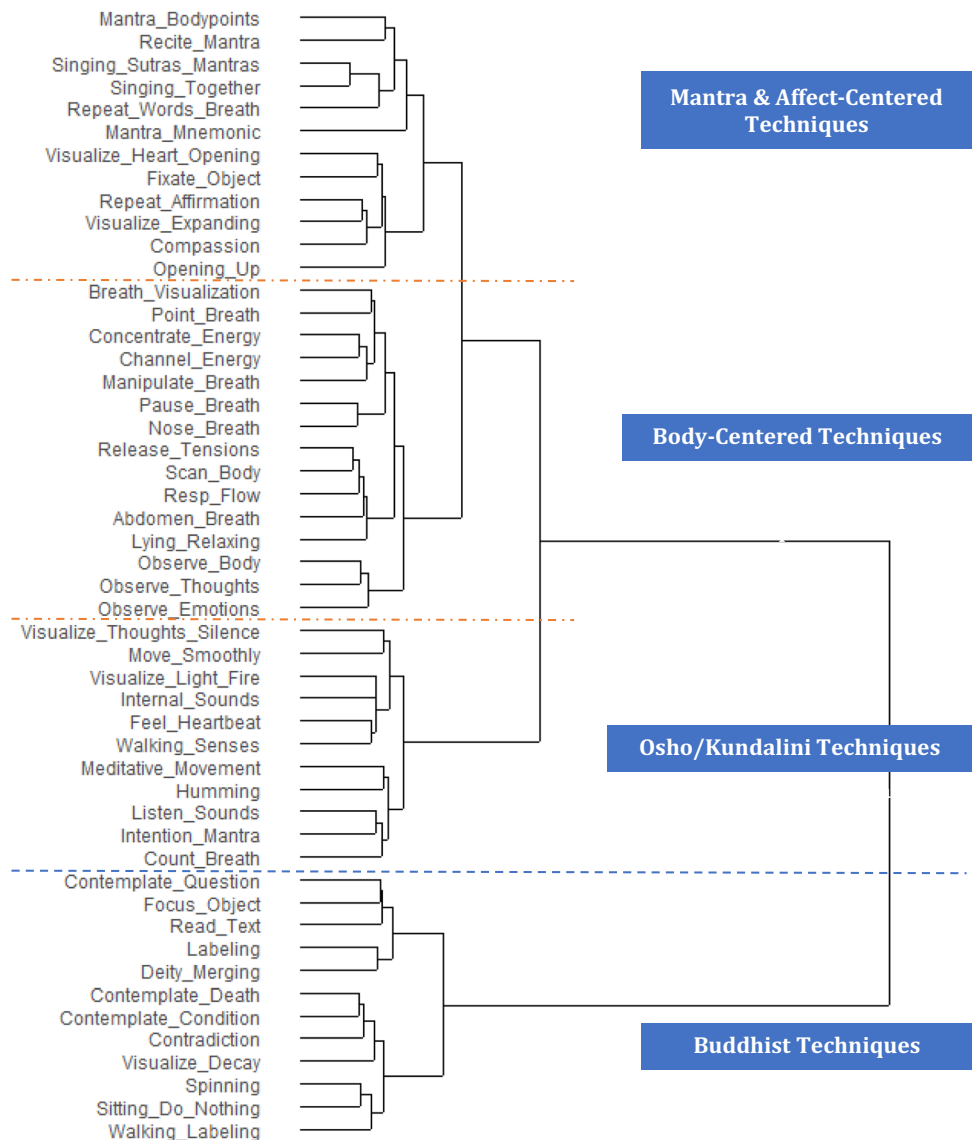 Mantra_Bodypoints
Recite_Mantra
Singing_Sutras_Mantras
Singing_Together
Repeat_Words_Breath
Mantra_Mnemonic
Visualize_Heart_Opening
Fixate_Object
Repeat_Affirmation
Visualize_Expanding
Compassion
Opening_Up
Mantra & Affect-Centered
Techniques
Breath_Visualization
Point_Breath
Concentrate_Energy
Channel_Energy
Manipulate_Breath
Pause_Breath
Nose_Breath
Release_Tensions
Scan_Body
Resp_Flow
Abdomen_Breath
Lying_Relaxing
Observe_Body
Observe_Thoughts
Observe_Emotions
Body-Centered Techniques
Visualize_Thoughts_Silence
Move_Smoothly
Visualize_Light_Fire
Internal_Sounds
Feel_Heartbeat
Walking_Senses
Meditative_Movement
Humming
Listen_Sounds
Intention_Mantra
Count_Breath
Osho/Kundalini Techniques
Contemplate_Question
Focus_Object
Read_Text
Labeling
Deity_Merging
Contemplate_Death
Contemplate_Condition
Contradiction
Visualize_Decay
Spinning
Sitting_Do_Nothing
Walking_Labeling
Buddhist Techniques